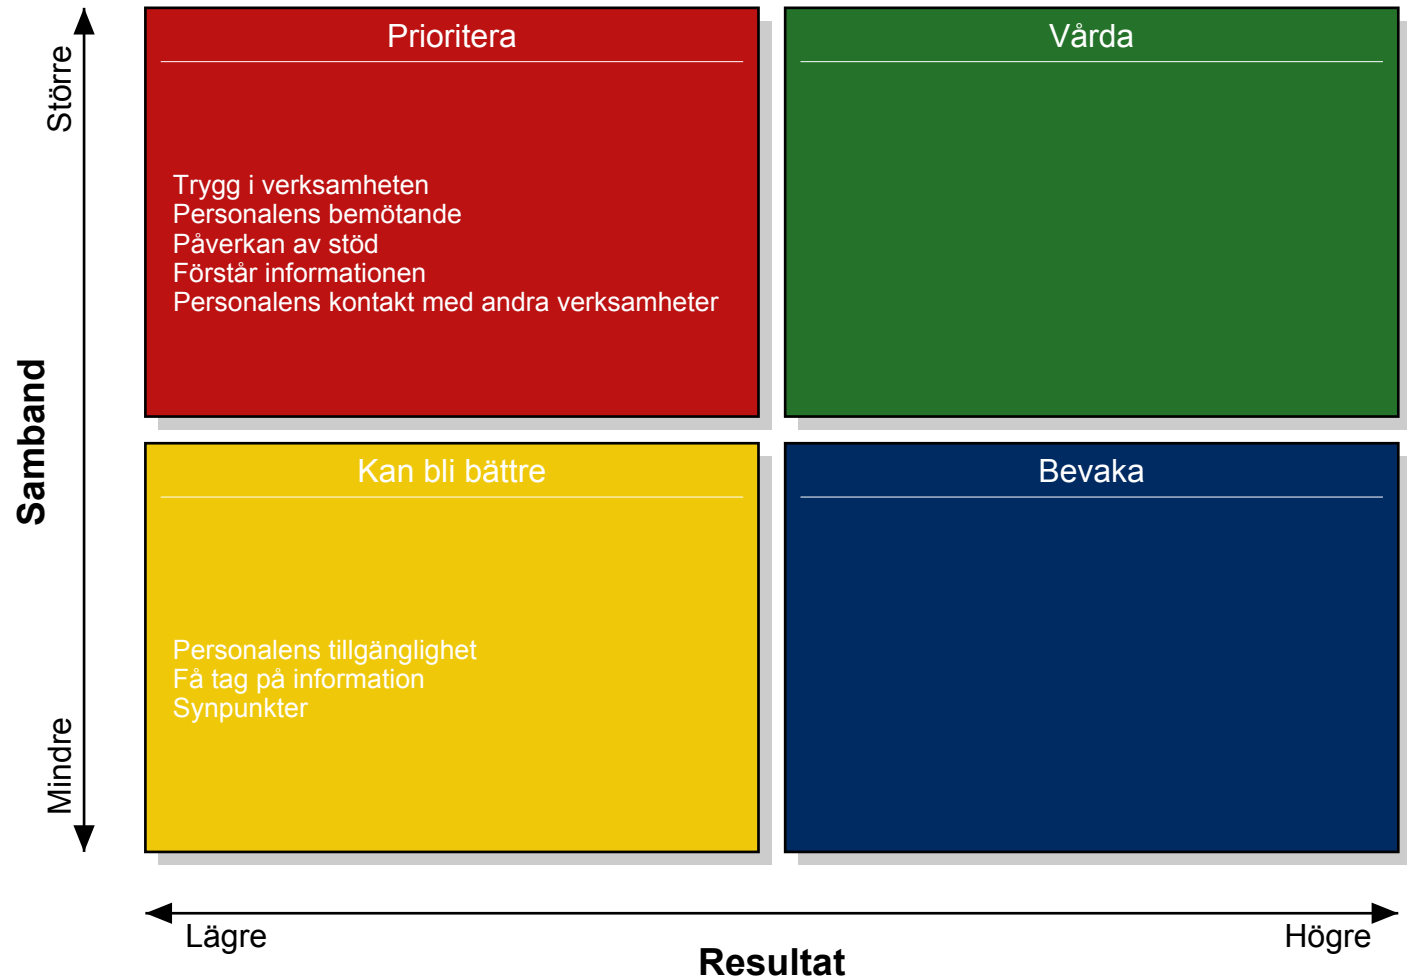 Större
Samband
Mindre
Prioritera
Trygg i verksamheten
Personalens bemötande
Påverkan av stöd
Förstår informationen
Personalens kontakt med andra verksamheter
Vårda
Kan bli bättre
Personalens tillgänglighet
Få tag på information
Synpunkter
Bevaka
Lägre
Resultat
Högre